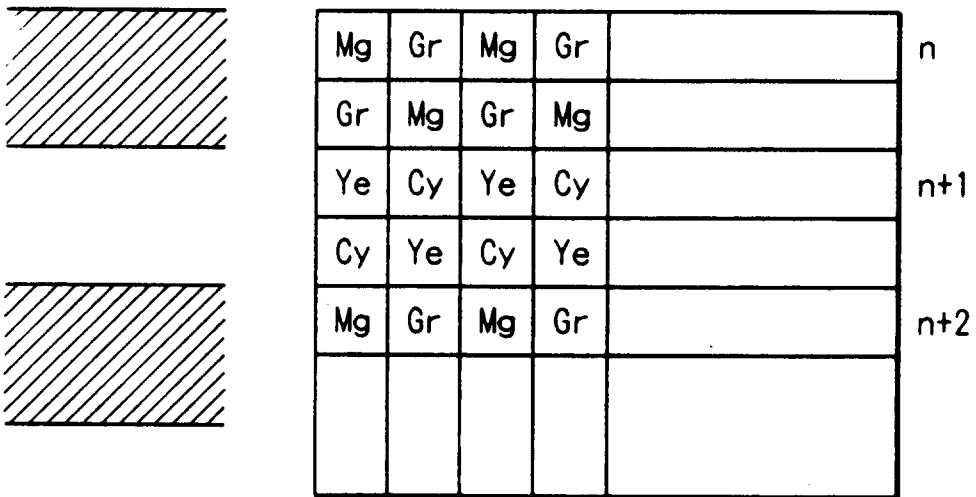 Mg Gr Mg Gr n
Gr Mg Gr Mg
Ye Cy Ye Cy n+1
Cy Ye Cy Ye
Mg Gr Mg Gr n+2